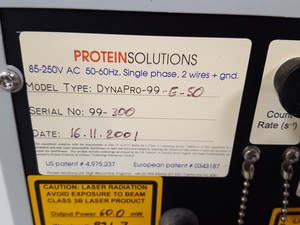 PROTEINSOLUTIONS
85-250V AC 50-60Hz, Single phase, 2 wires + gnd.
MODEL TYPE: DYNAPRO-99-E-50
SERIAL NO: 99-300
DATE: 16.11.2001
US patent # 4,975,237 European patent # 0343187
Count
Rate (s⁻¹)
CAUTION: LASER RADIATION
AVOID EXPOSURE TO BEAM
CLASS 3B LASER PRODUCT
Output Power 60.0 mW